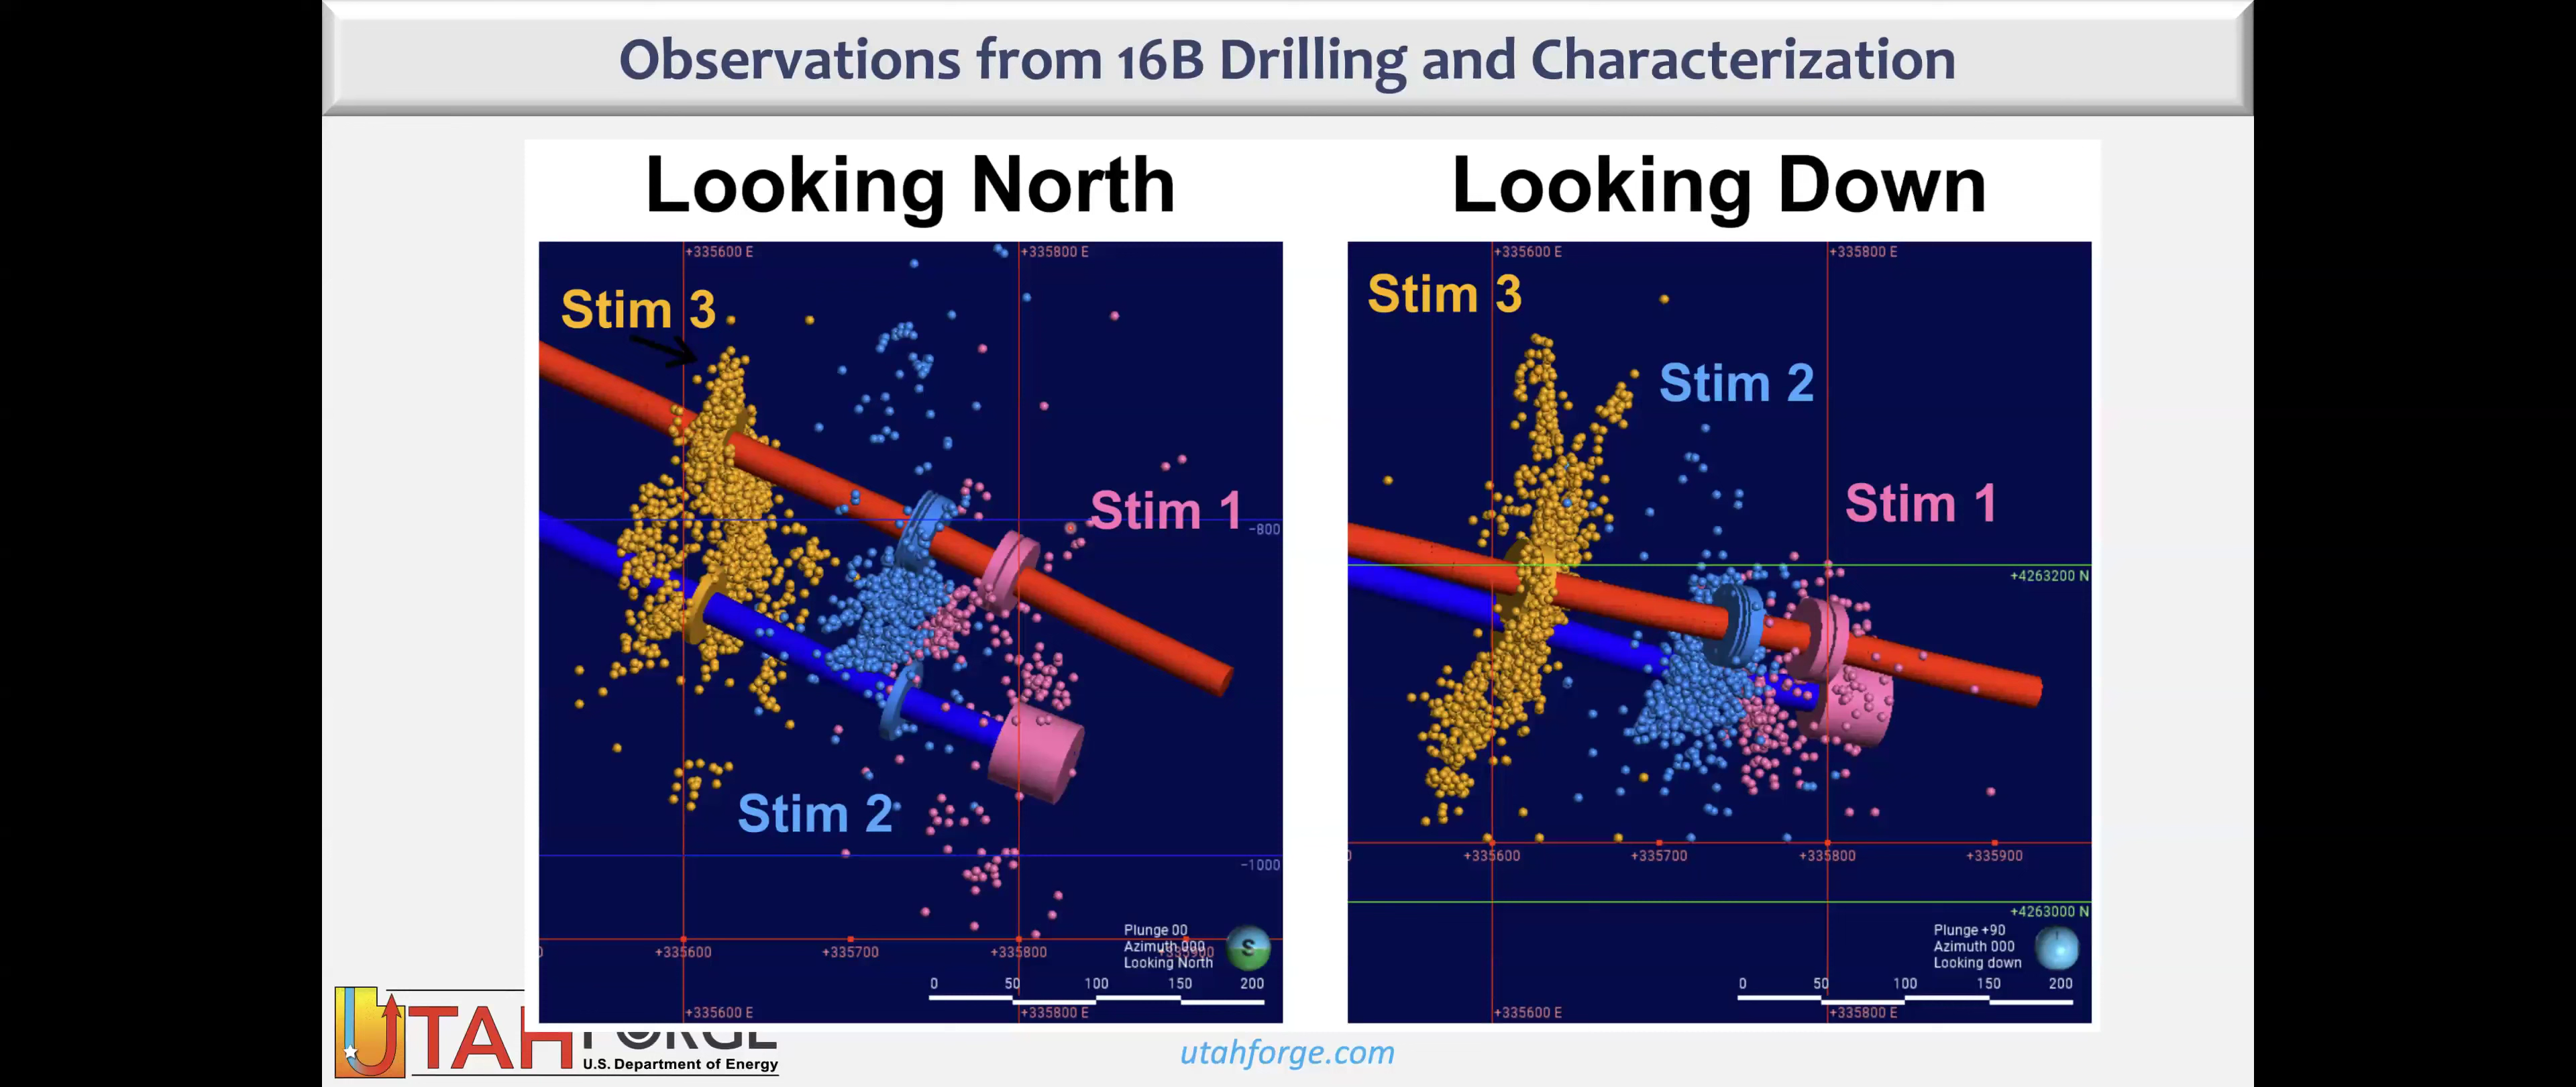 Observations from 16B Drilling and Characterization
Looking North
Looking Down
+335600 E
+335800 E
Stim 3
Stim 1
-800
Stim 2
-1000
Plunge 00
Azimuth 000
Looking North
S
+335600
+335700
+335800
+335900
0
50
100
150
200
+335600 E
+335800 E
+335600 E
+335800 E
Stim 3
Stim 2
Stim 1
+4263200 N
+335600
+335700
+335800
+335900
+4263000 N
Plunge +90
Azimuth 000
Looking down
0
50
100
150
200
+335600 E
+335800 E
UTAH FORGE
U.S. Department of Energy
utahforge.com